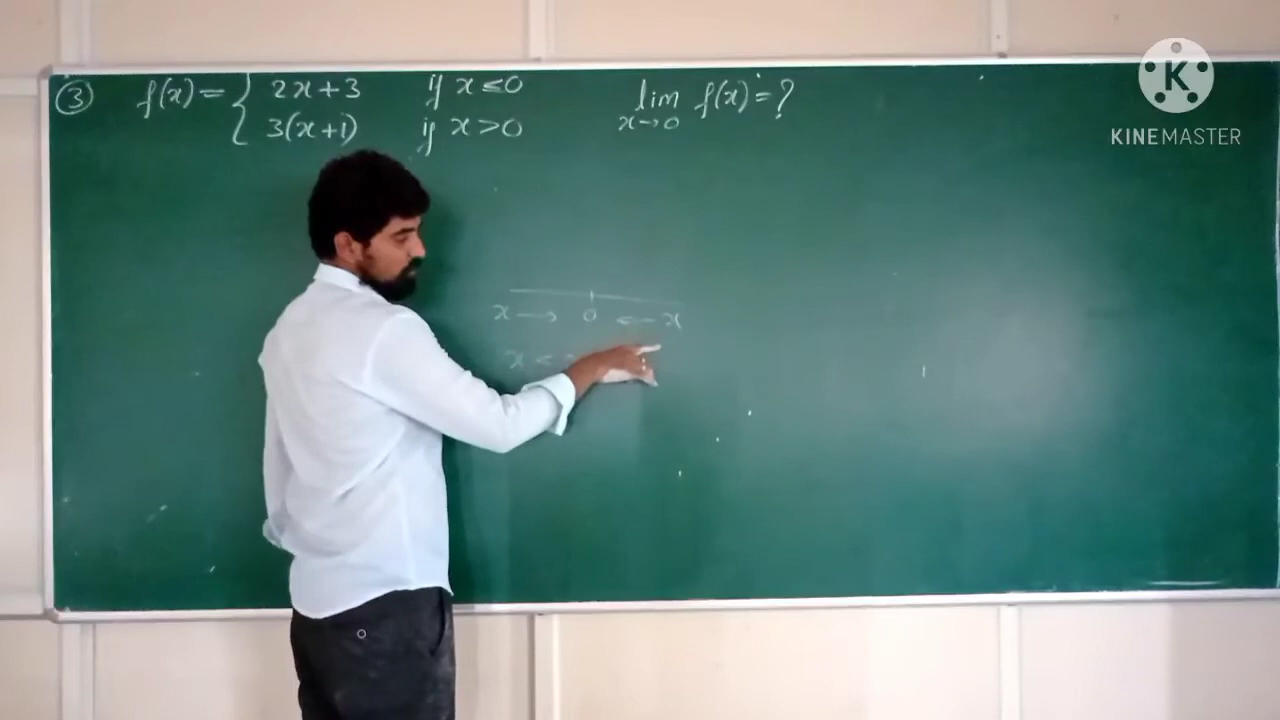 ③ f(x) = { 2x+3 if x ≤ 0 lim f(x) = ?
3(x+1) if x > 0 x→0
x → 0 ← x
x <
K
KINEMASTER